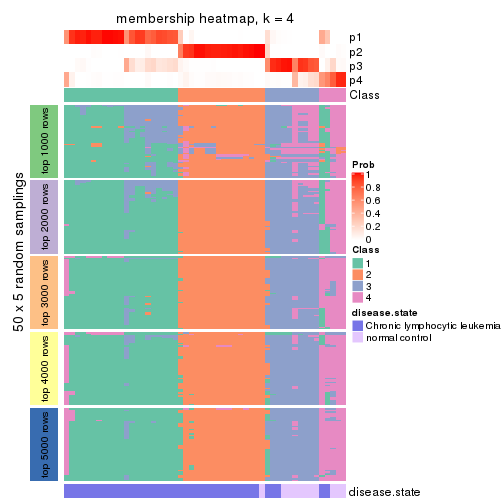 membership heatmap, k = 4
p1
p2
p3
p4
Class
50 x 5 random samplings
top 1000 rows
top 2000 rows
top 3000 rows
top 4000 rows
top 5000 rows
Prob
1
0.8
0.6
0.4
0.2
0
Class
1
2
3
4
disease.state
Chronic lymphocytic leukemia
normal control
disease.state